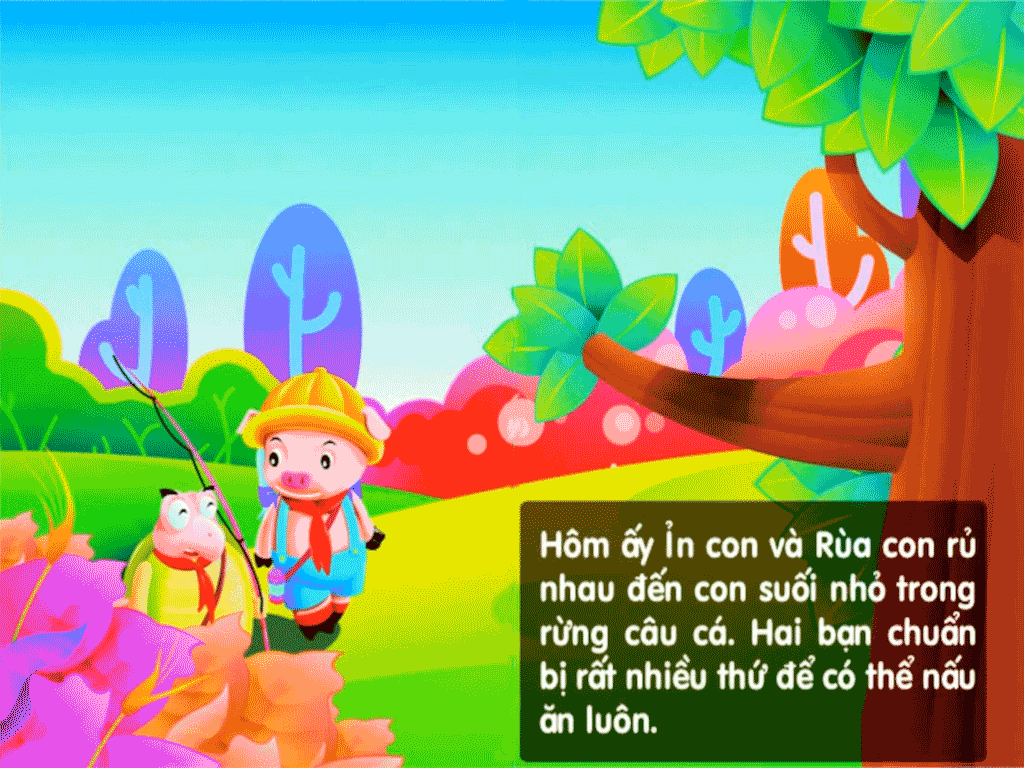 Hôm ấy Ỉn con và Rùa con rủ
nhau đến con suối nhỏ trong
rừng câu cá. Hai bạn chuẩn
bị rất nhiều thứ để có thể nấu
ăn luôn.